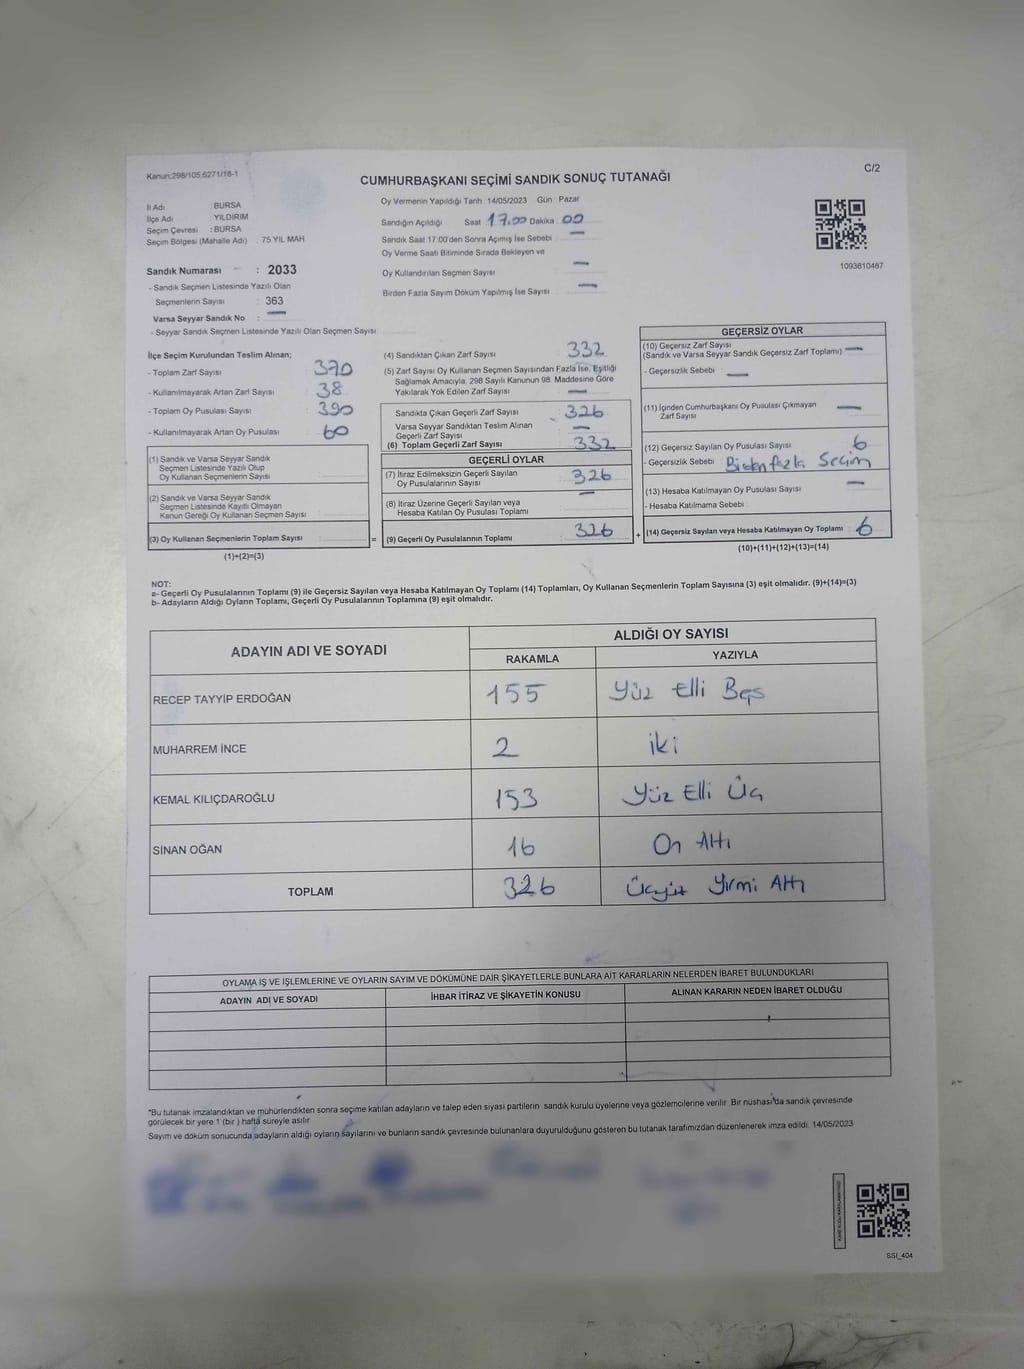 Kanun:298/105,6271/18-1
C/2
CUMHURBAŞKANI SEÇİMİ SANDIK SONUÇ TUTANAĞI
İl Adı : BURSA
İlçe Adı : YILDIRIM
Seçim Çevresi : BURSA
Seçim Bölgesi (Mahalle Adı) : 75 YIL MAH.
Oy Vermenin Yapıldığı Tarih 14/05/2023 Gün : Pazar
Sandığın Açıldığı Saat 17.00 Dakika : 00
Sandık Saat 17:00'den Sonra Açımış İse Sebebi : —
Oy Verme Saati Bitiminde Sırada Bekleyen ve
Oy Kullandırılan Seçmen Sayısı : —
Birden Fazla Sayım Döküm Yapılmış İse Sayısı : —
1093810467
Sandık Numarası : 2033
- Sandık Seçmen Listesinde Yazılı Olan
Seçmenlerin Sayısı : 363
Varsa Seyyar Sandık No : —
- Seyyar Sandık Seçmen Listesinde Yazılı Olan Seçmen Sayısı
İlçe Seçim Kurulundan Teslim Alınan;
- Toplam Zarf Sayısı : 370
- Kullanılmayarak Artan Zarf Sayısı : 38
- Toplam Oy Pusulası Sayısı : 390
- Kullanılmayarak Artan Oy Pusulası : 60
(1) Sandık ve Varsa Seyyar Sandık
Seçmen Listesinde Yazılı Olup
Oy Kullanan Seçmenlerin Sayısı :
(2) Sandık ve Varsa Seyyar Sandık
Seçmen Listesinde Kayıtlı Olmayan
Kanun Gereği Oy Kullanan Seçmen Sayısı :
(3) Oy Kullanan Seçmenlerin Toplam Sayısı :
(1)+(2)=(3)
(4) Sandıktan Çıkan Zarf Sayısı : 332
(5) Zarf Sayısı Oy Kullanan Seçmen Sayısından Fazla İse, Eşitliği
Sağlamak Amacıyla, 298 Sayılı Kanunun 98. Maddesine Göre
Yakılarak Yok Edilen Zarf Sayısı : —
Sandıkta Çıkan Geçerli Zarf Sayısı : 326
Varsa Seyyar Sandıktan Teslim Alınan
Geçerli Zarf Sayısı : —
(6) Toplam Geçerli Zarf Sayısı : 332
GEÇERLİ OYLAR
(7) İtiraz Edilmeksizin Geçerli Sayılan
Oy Pusulalarının Sayısı : 326
(8) İtiraz Üzerine Geçerli Sayılan veya
Hesaba Katılan Oy Pusulası Toplamı : —
= (9) Geçerli Oy Pusulalarının Toplamı : 326
GEÇERSİZ OYLAR
(10) Geçersiz Zarf Sayısı
(Sandık ve Varsa Seyyar Sandık Geçersiz Zarf Toplamı) : —
- Geçersizlik Sebebi : —
(11) İçinden Cumhurbaşkanı Oy Pusulası Çıkmayan
Zarf Sayısı : —
(12) Geçersiz Sayılan Oy Pusulası Sayısı : 6
- Geçersizlik Sebebi : Birden fazla Seçim
(13) Hesaba Katılmayan Oy Pusulası Sayısı : —
- Hesaba Katılmama Sebebi :
+ (14) Geçersiz Sayılan veya Hesaba Katılmayan Oy Toplamı : 6
(10)+(11)+(12)+(13)=(14)
NOT:
a- Geçerli Oy Pusulalarının Toplamı (9) ile Geçersiz Sayılan veya Hesaba Katılmayan Oy Toplamı (14) Toplamları, Oy Kullanan Seçmenlerin Toplam Sayısına (3) eşit olmalıdır. (9)+(14)=(3)
b- Adayların Aldığı Oyların Toplamı, Geçerli Oy Pusulalarının Toplamına (9) eşit olmalıdır.
ADAYIN ADI VE SOYADI
ALDIĞI OY SAYISI
RAKAMLA YAZIYLA
RECEP TAYYİP ERDOĞAN 155 Yüz Elli Beş
MUHARREM İNCE 2 iki
KEMAL KILIÇDAROĞLU 153 Yüz Elli Üç
SİNAN OĞAN 16 On Altı
TOPLAM 326 Üçyüz Yirmi Altı
OYLAMA İŞ VE İŞLEMLERİNE VE OYLARIN SAYIM VE DÖKÜMÜNE DAİR ŞİKAYETLERLE BUNLARA AİT KARARLARIN NELERDEN İBARET BULUNDUKLARI
ADAYIN ADI VE SOYADI İHBAR İTİRAZ VE ŞİKAYETİN KONUSU ALINAN KARARIN NEDEN İBARET OLDUĞU
*Bu tutanak imzalandıktan ve mühürlendikten sonra seçime katılan adayların ve talep eden siyasi partilerin sandık kurulu üyelerine veya gözlemcilerine verilir. Bir nüshası da sandık çevresinde
görülecek bir yere 1 (bir ) hafta süreyle asılır.
Sayım ve döküm sonucunda adayların aldığı oyların sayılarını ve bunların sandık çevresinde bulunanlara duyurulduğunu gösteren bu tutanak tarafımızdan düzenlenerek imza edildi. 14/05/2023
SSI_404